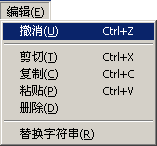 编辑(E)
撤消(U) Ctrl+Z
剪切(T) Ctrl+X
复制(C) Ctrl+C
粘贴(P) Ctrl+V
删除(D)
替换字符串(R)